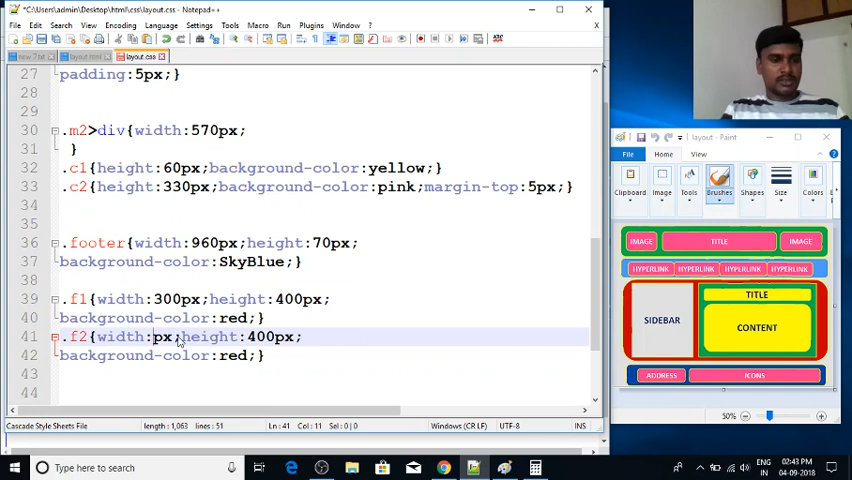 *C:\Users\admin\Desktop\html\css\layout.css - Notepad++
File Edit Search View Encoding Language Settings Tools Macro Run Plugins Window ?
layout.html layout.css
27 padding:5px;}
28
29
30 .m2>div{width:570px;
31 }
32 .c1{height:60px;background-color:yellow;}
33 .c2{height:330px;background-color:pink;margin-top:5px;}
34
35
36 .footer{width:960px;height:70px;
37 background-color:SkyBlue;}
38
39 .f1{width:300px;height:400px;
40 background-color:red;}
41 .f2{width:px;height:400px;
42 background-color:red;}
43
44
Cascade Style Sheets File length : 1,063 lines : 51 Ln : 41 Col : 11 Sel : 0 | 0 Windows (CR LF) UTF-8 INS
layout - Paint
File Home View
Clipboard Image Tools Brushes Shapes Size
IMAGE TITLE IMAGE
HYPERLINK HYPERLINK HYPERLINK HYPERLINK
SIDEBAR TITLE
CONTENT
ADDRESS ICONS
50%
Type here to search
ENG 02:43 PM
IN 04-09-2018